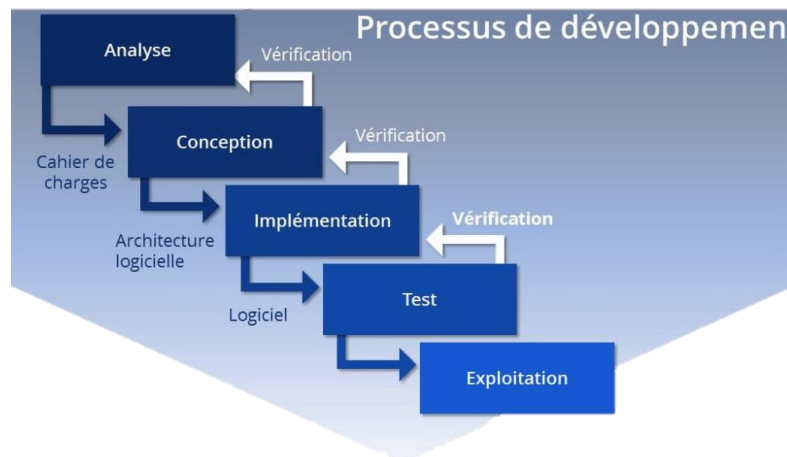 Processus de développemen
Analyse
Vérification
Conception
Vérification
Cahier de
charges
Implémentation
Vérification
Architecture
logicielle
Test
Logiciel
Exploitation